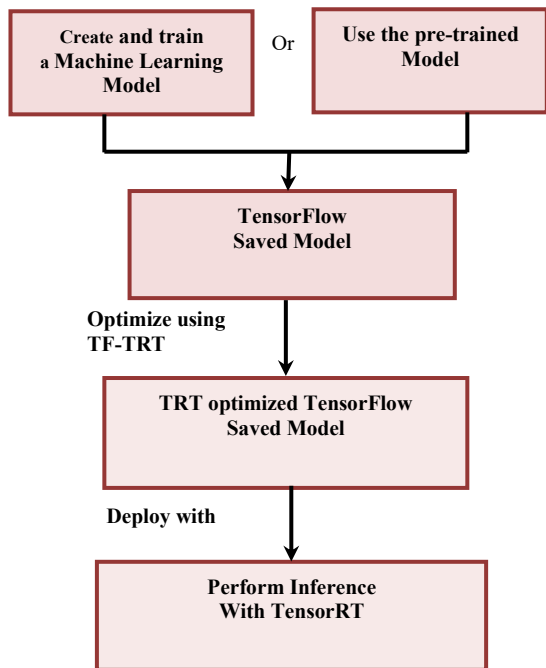 Create and train
a Machine Learning
Model
Or
Use the pre-trained
Model
TensorFlow
Saved Model
Optimize using
TF-TRT
TRT optimized TensorFlow
Saved Model
Deploy with
Perform Inference
With TensorRT